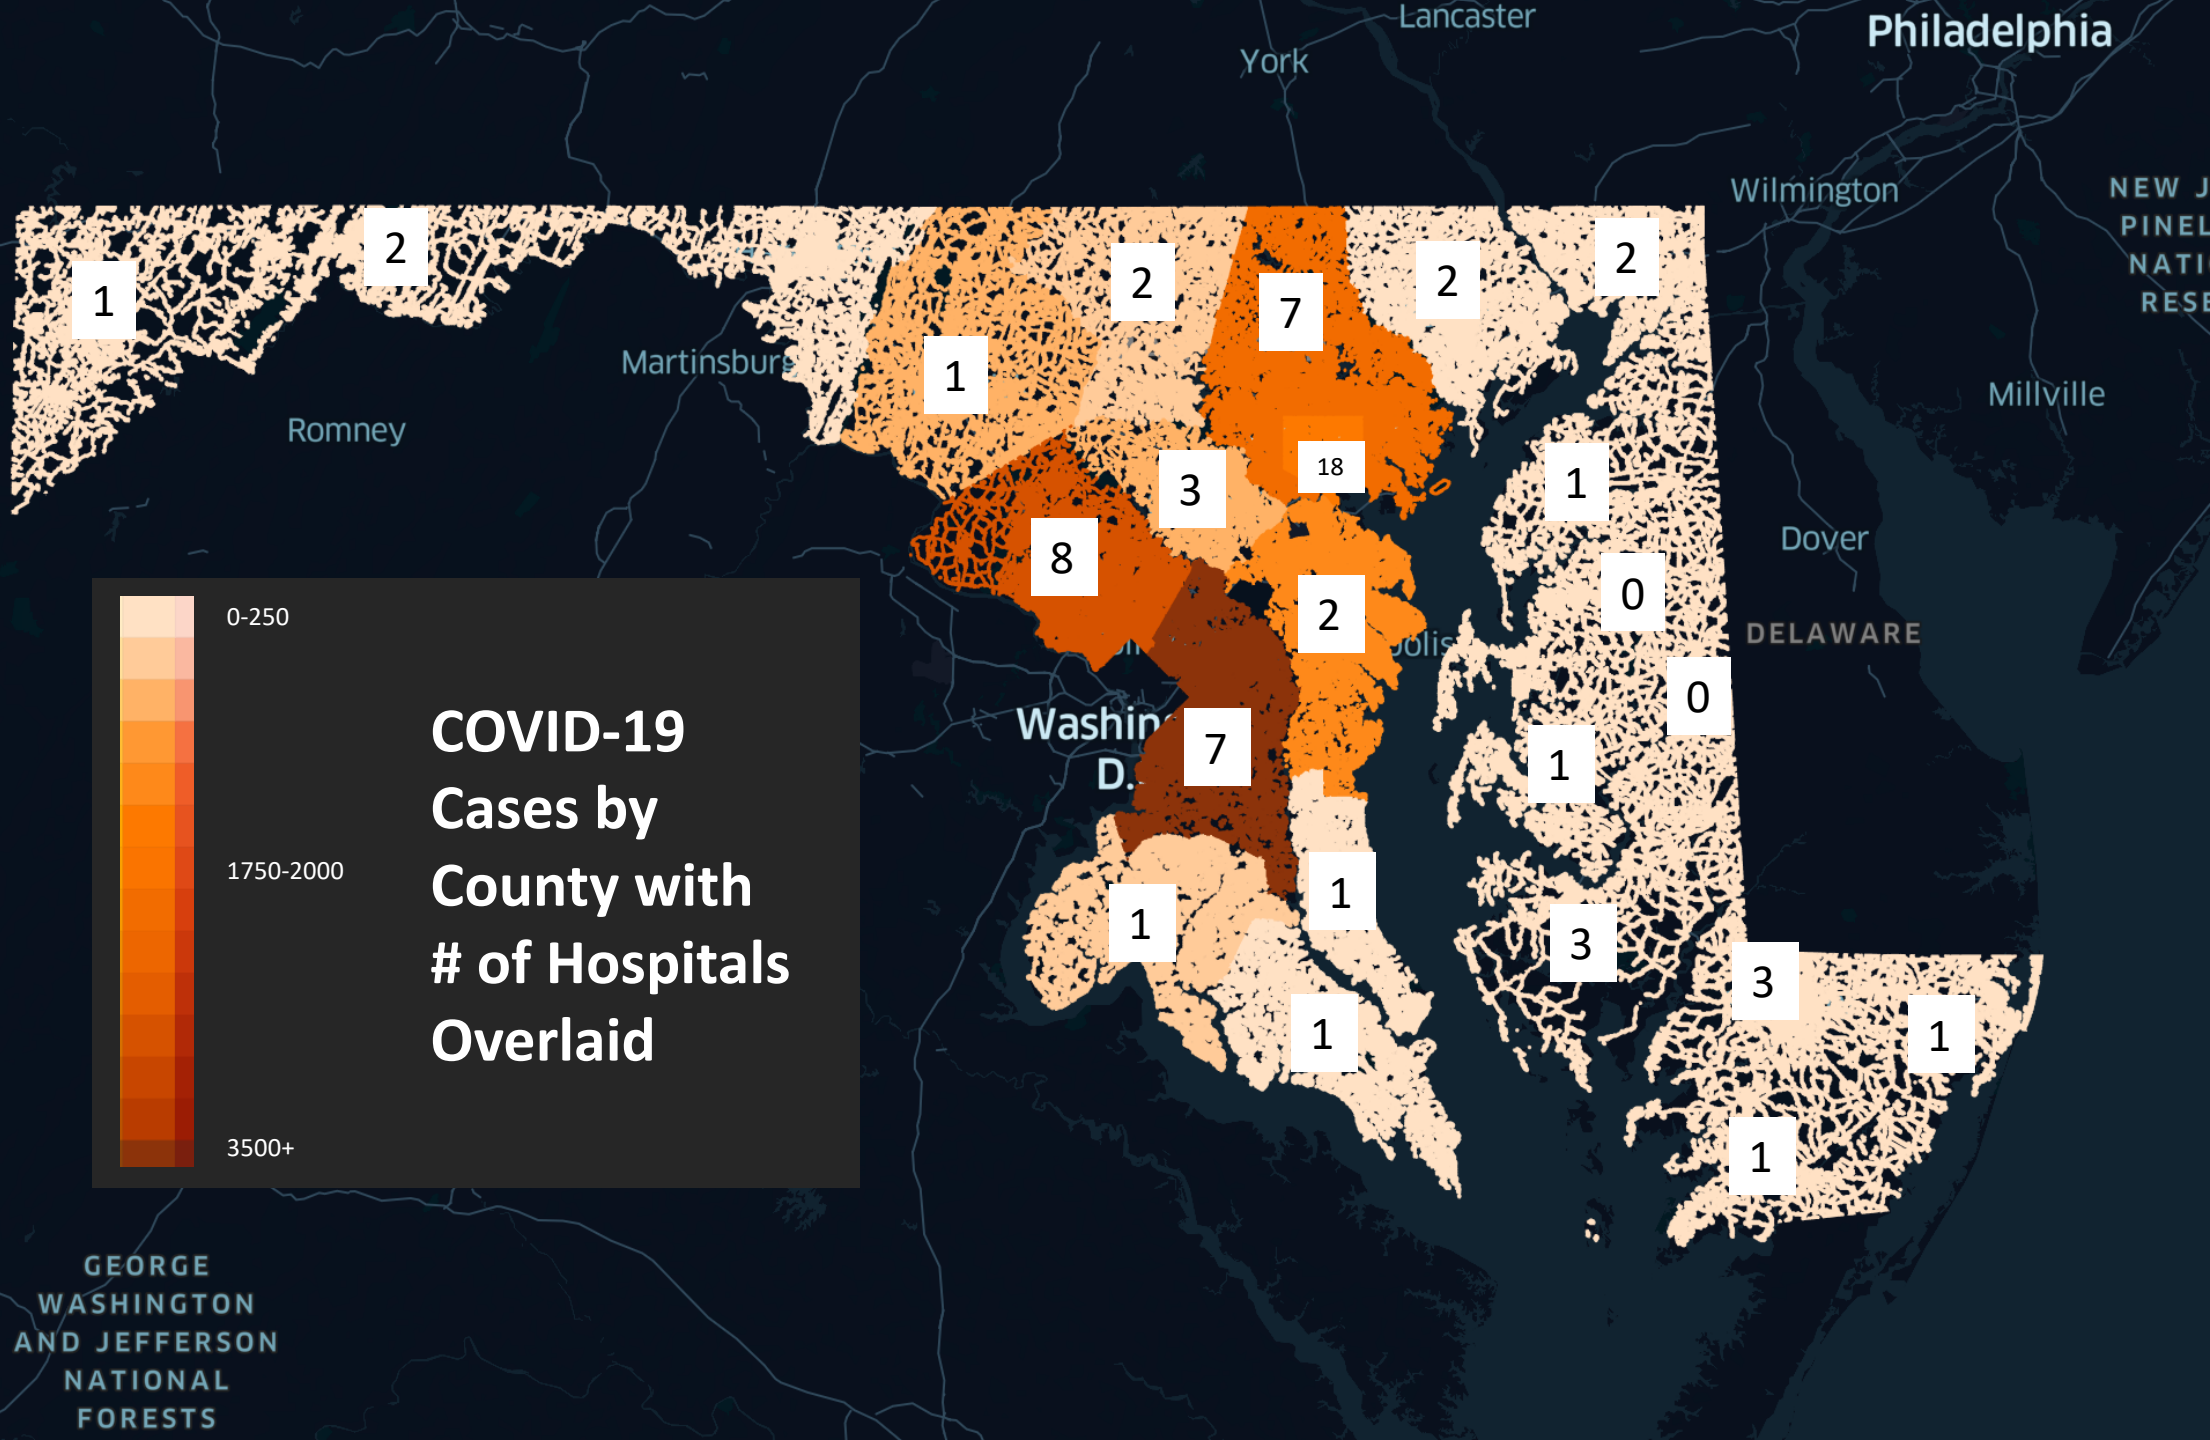 Lancaster
Philadelphia
York
Wilmington
NEW J
PINEL
NATI
RESE
2
1
2
7
2
2
Martinsburg
1
Millville
Romney
18
3
1
8
Dover
0
2
polis
DELAWARE
0
Washin
D.
7
1
1
1
3
3
1
1
1
0-250
1750-2000
3500+
COVID-19
Cases by
County with
# of Hospitals
Overlaid
GEORGE
WASHINGTON
AND JEFFERSON
NATIONAL
FORESTS